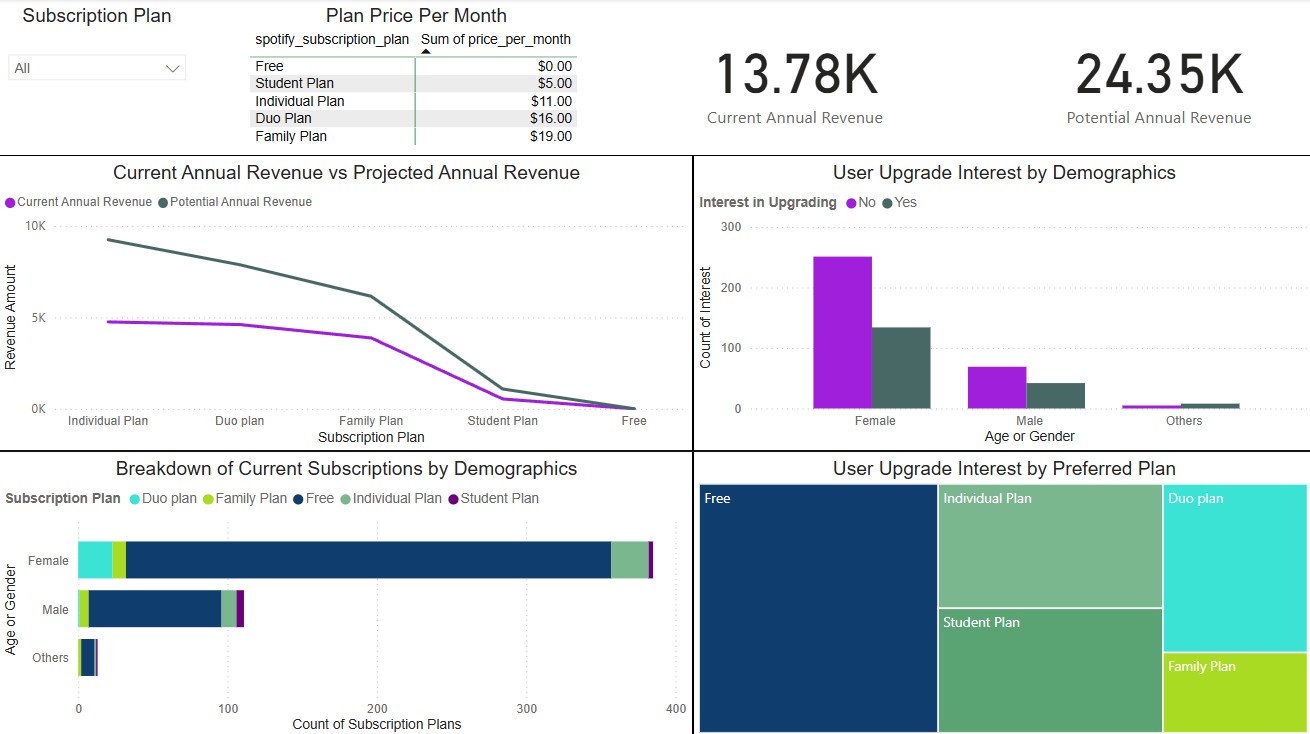 Subscription Plan
All
Plan Price Per Month
spotify_subscription_plan Sum of price_per_month
Free $0.00
Student Plan $5.00
Individual Plan $11.00
Duo Plan $16.00
Family Plan $19.00
13.78K
Current Annual Revenue
24.35K
Potential Annual Revenue
Current Annual Revenue vs Projected Annual Revenue
Current Annual Revenue Potential Annual Revenue
Revenue Amount
10K
5K
0K
Individual Plan Duo plan Family Plan Student Plan Free
Subscription Plan
User Upgrade Interest by Demographics
Interest in Upgrading No Yes
Count of Interest
300
200
100
0
Female Male Others
Age or Gender
Breakdown of Current Subscriptions by Demographics
Subscription Plan Duo plan Family Plan Free Individual Plan Student Plan
Age or Gender
Female
Male
Others
0 100 200 300 400
Count of Subscription Plans
User Upgrade Interest by Preferred Plan
Free
Individual Plan
Student Plan
Duo plan
Family Plan